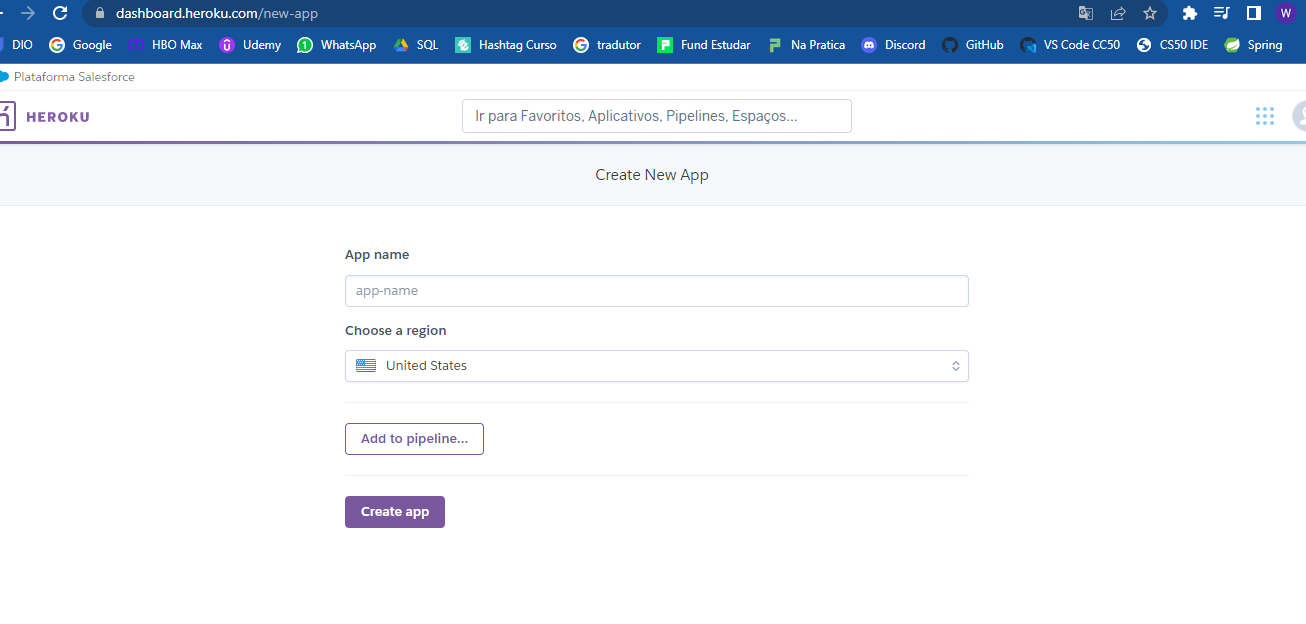 dashboard.heroku.com/new-app
W
DIO Google HBO Max Udemy WhatsApp SQL Hashtag Curso tradutor Fund Estudar Na Pratica Discord GitHub VS Code CC50 CS50 IDE Spring
Plataforma Salesforce
HEROKU
Ir para Favoritos, Aplicativos, Pipelines, Espaços...
Create New App
App name
app-name
Choose a region
United States
Add to pipeline...
Create app